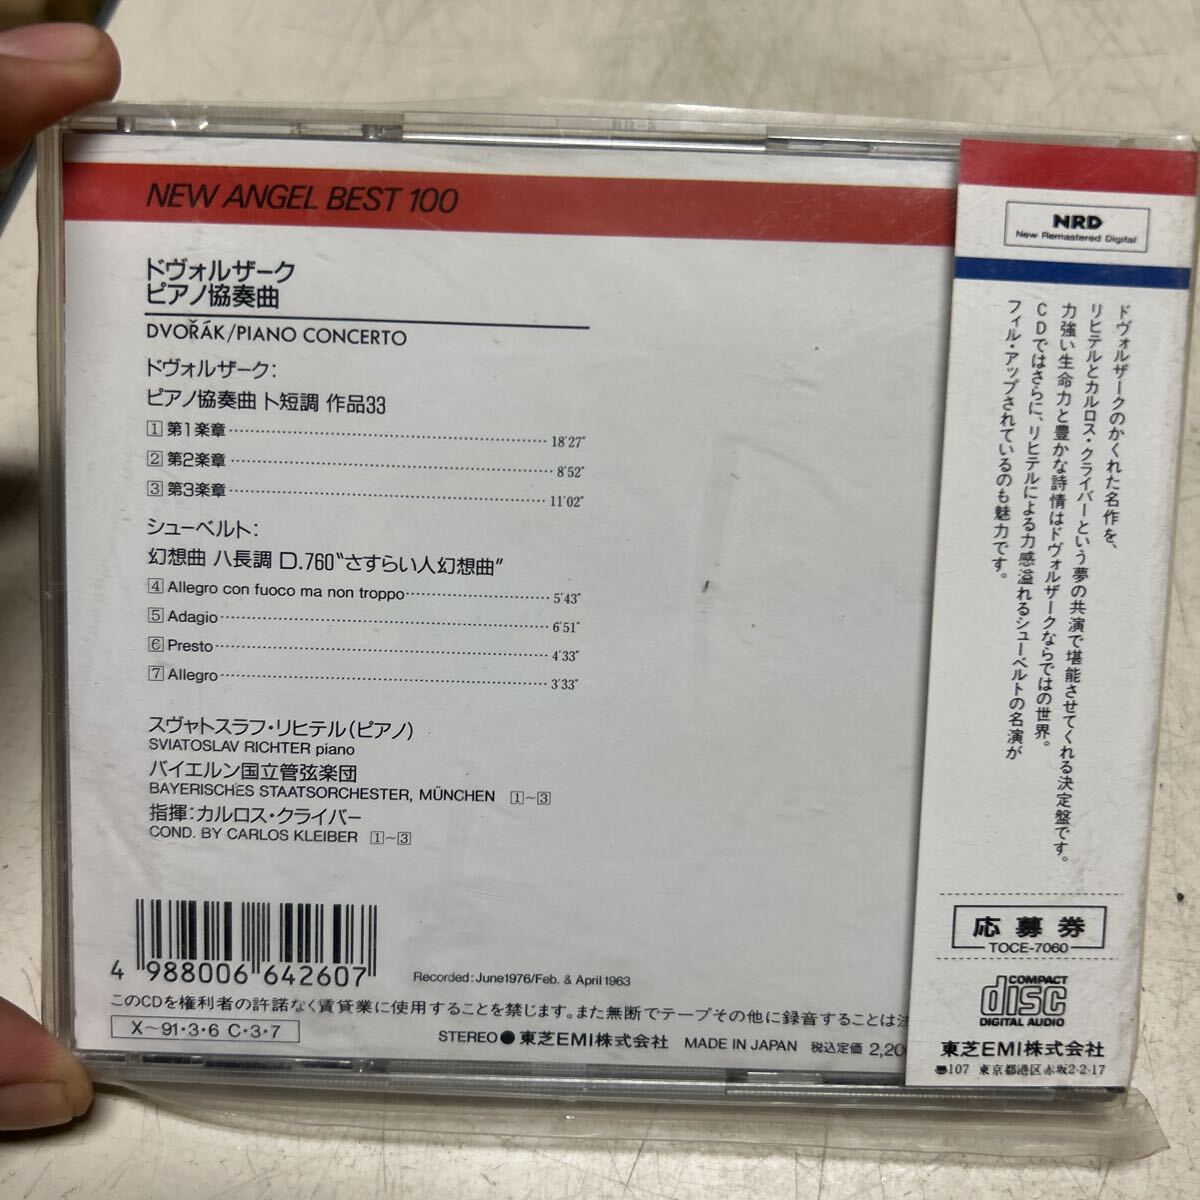 NEW ANGEL BEST 100
ドヴォルザーク
ピアノ協奏曲
DVOŘÁK/PIANO CONCERTO
ドヴォルザーク:
ピアノ協奏曲 ト短調 作品33
1 第1楽章 18'27"
2 第2楽章 8'52"
3 第3楽章 11'02"
シューベルト:
幻想曲 ハ長調 D.760"さすらい人幻想曲"
4 Allegro con fuoco ma non troppo 5'43"
5 Adagio 6'51"
6 Presto 4'33"
7 Allegro 3'33"
スヴャトスラフ・リヒテル(ピアノ)
SVIATOSLAV RICHTER piano
バイエルン国立管弦楽団
BAYERISCHES STAATSORCHESTER, MÜNCHEN 1~3
指揮:カルロス・クライバー
COND. BY CARLOS KLEIBER 1~3
4 988006 642607
Recorded:June1976/Feb. & April 1963
このCDを権利者の許諾なく賃貸業に使用することを禁じます。また無断でテープその他に録音することは法
X~91・3・6 C・3・7
STEREO●東芝EMI株式会社 MADE IN JAPAN 税込定価 2,20
NRD
New Remastered Digital
ドヴォルザークのかくれた名作を、
リヒテルとカルロス・クライバーという夢の共演で堪能させてくれる決定盤です。
力強い生命力と豊かな詩情はドヴォルザークならではの世界。
CDではさらに、リヒテルによる力感溢れるシューベルトの名演が
フィル・アップされているのも魅力です。
応募券
TOCE-7060
COMPACT
disc
DIGITAL AUDIO
東芝EMI株式会社
107 東京都港区赤坂2-2-17